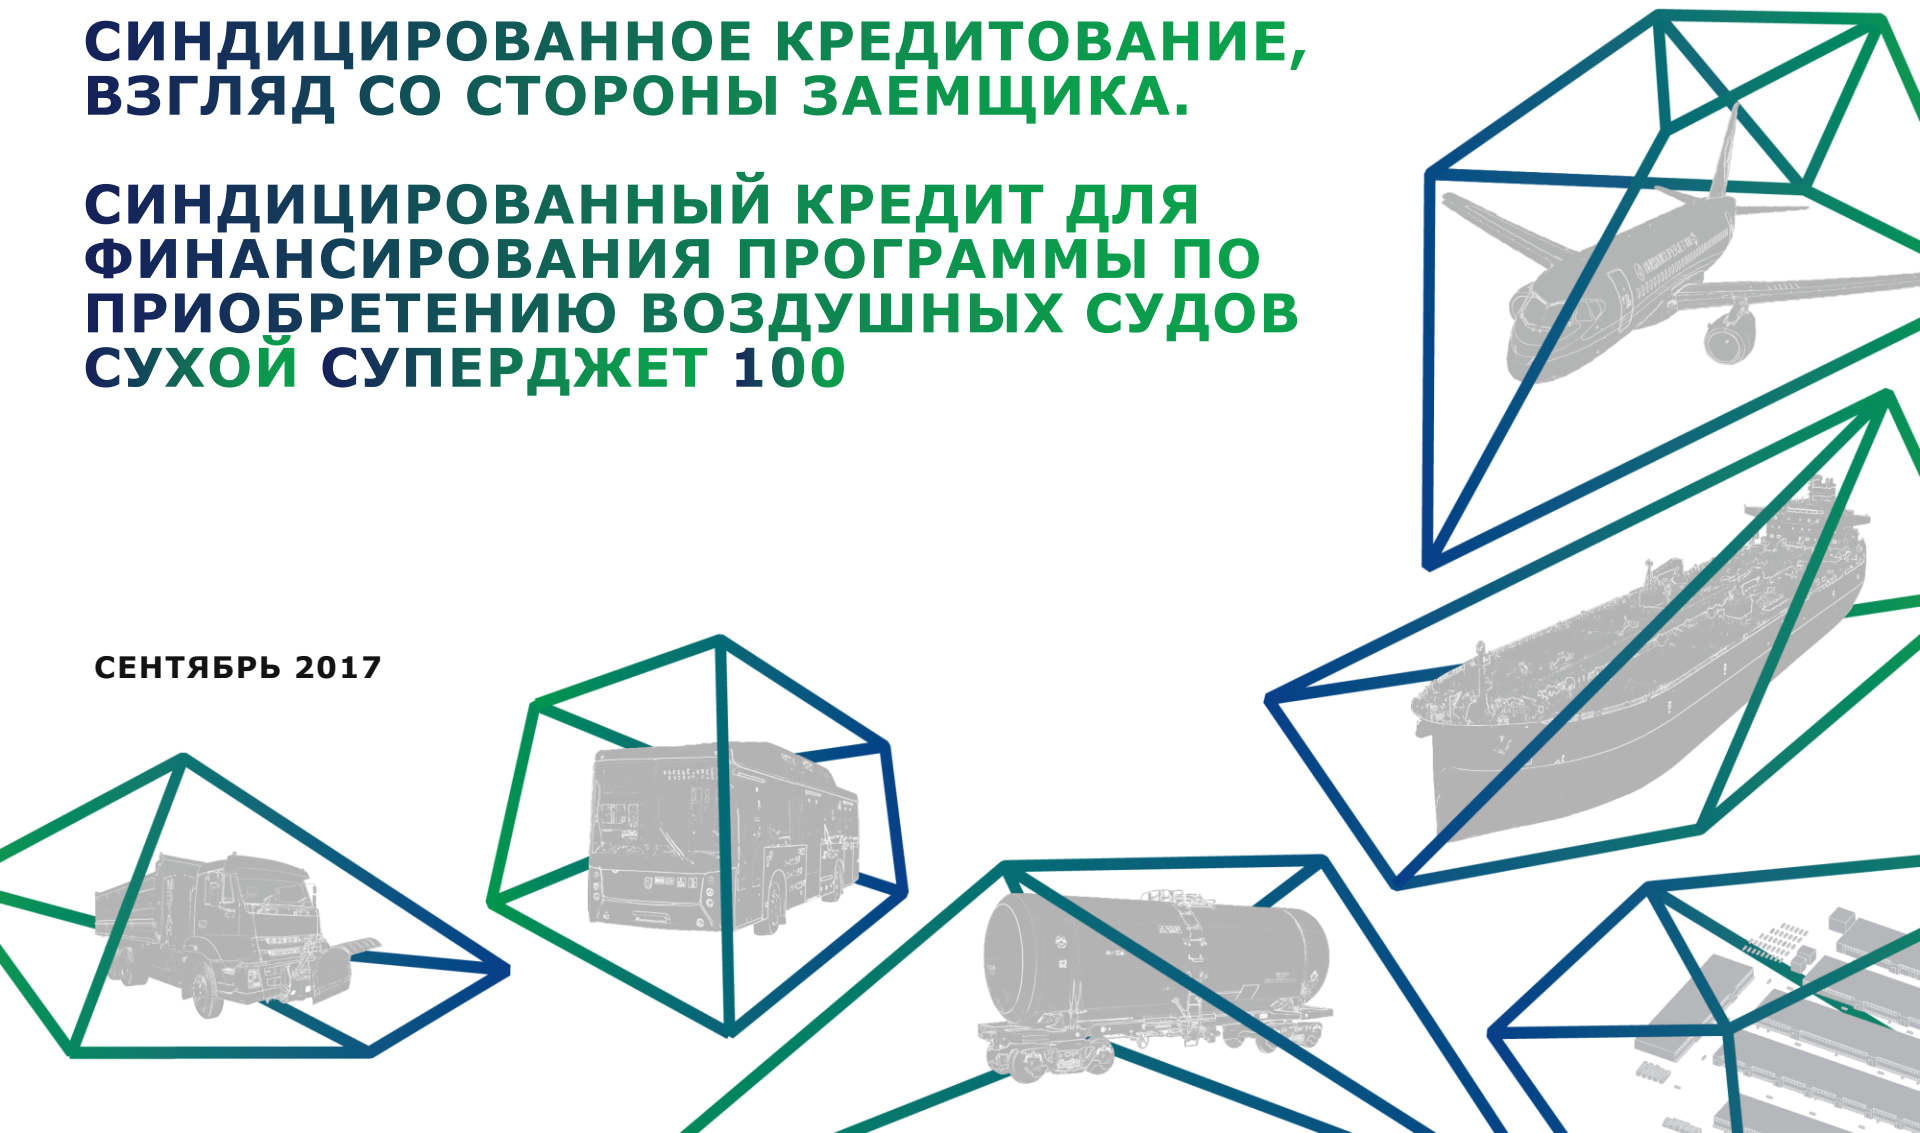 СИНДИЦИРОВАННОЕ КРЕДИТОВАНИЕ,
ВЗГЛЯД СО СТОРОНЫ ЗАЕМЩИКА.
СИНДИЦИРОВАННЫЙ КРЕДИТ ДЛЯ
ФИНАНСИРОВАНИЯ ПРОГРАММЫ ПО
ПРИОБРЕТЕНИЮ ВОЗДУШНЫХ СУДОВ
СУХОЙ СУПЕРДЖЕТ 100
СЕНТЯБРЬ 2017